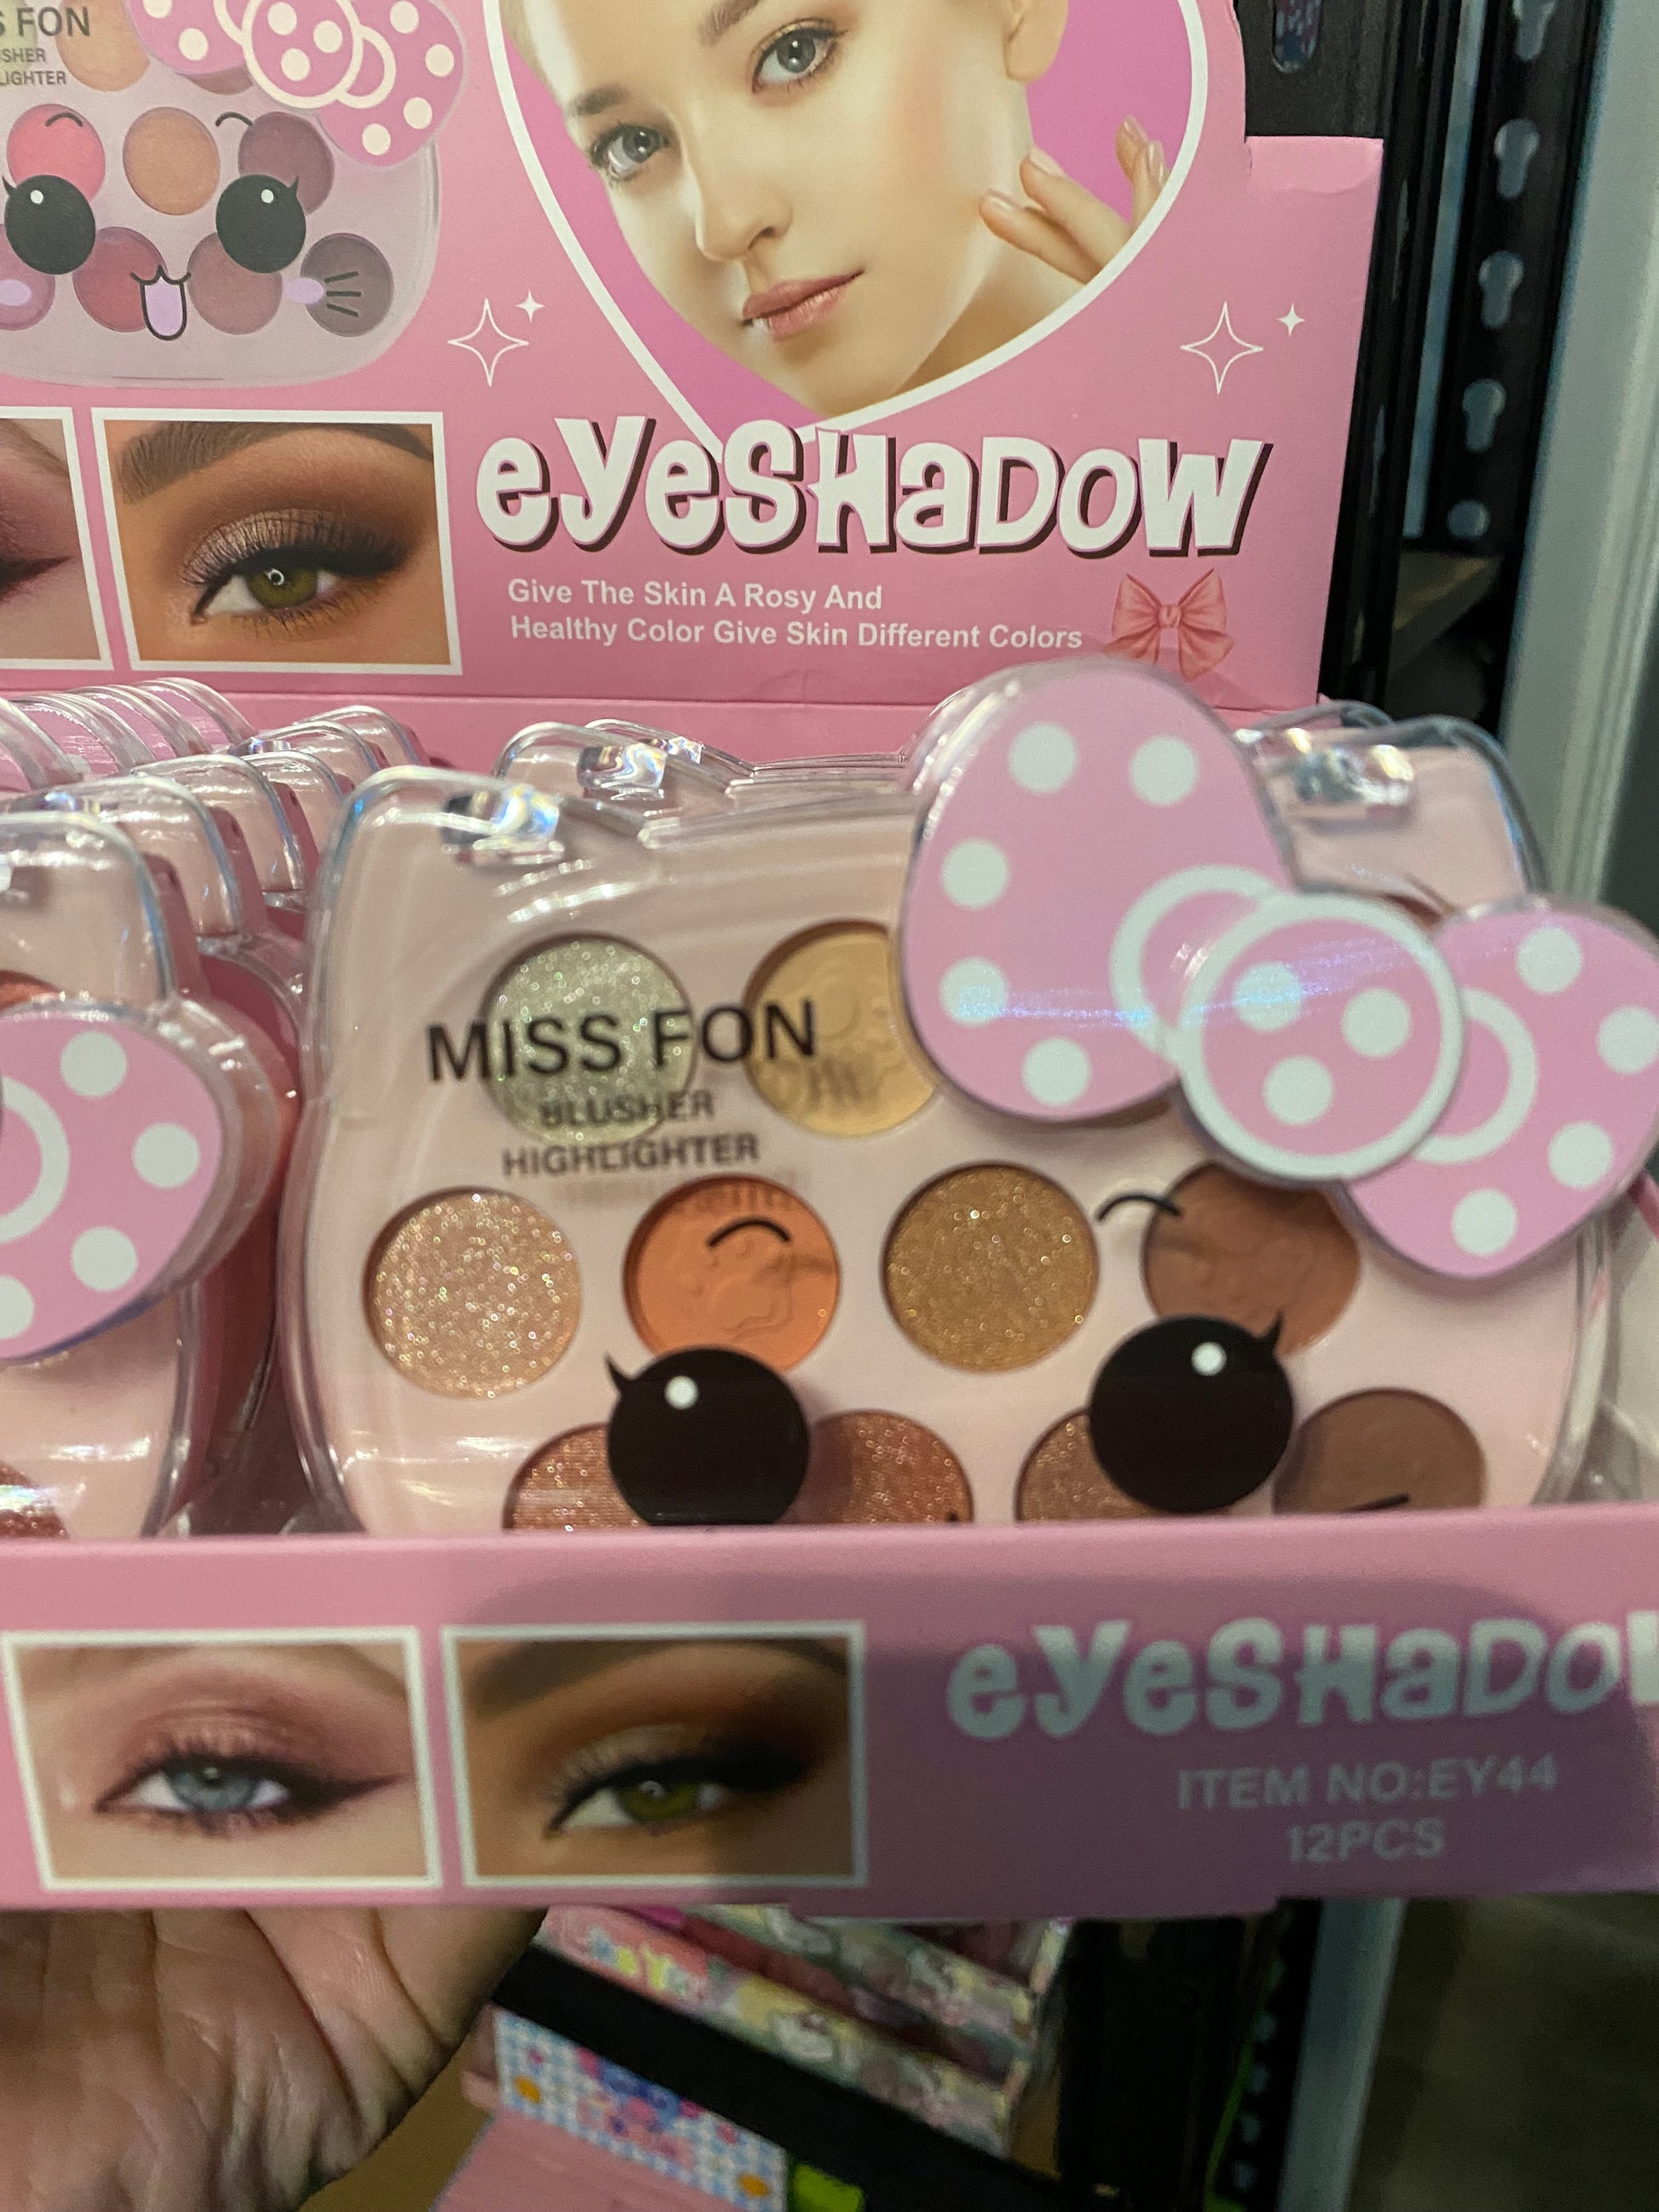 S FON
USHER
LIGHTER
eYeSHaDOW
Give The Skin A Rosy And
Healthy Color Give Skin Different Colors
MISS FON
BLUSHER
HIGHLIGHTER
eYeSHaDO
ITEM NO:EY44
12PCS